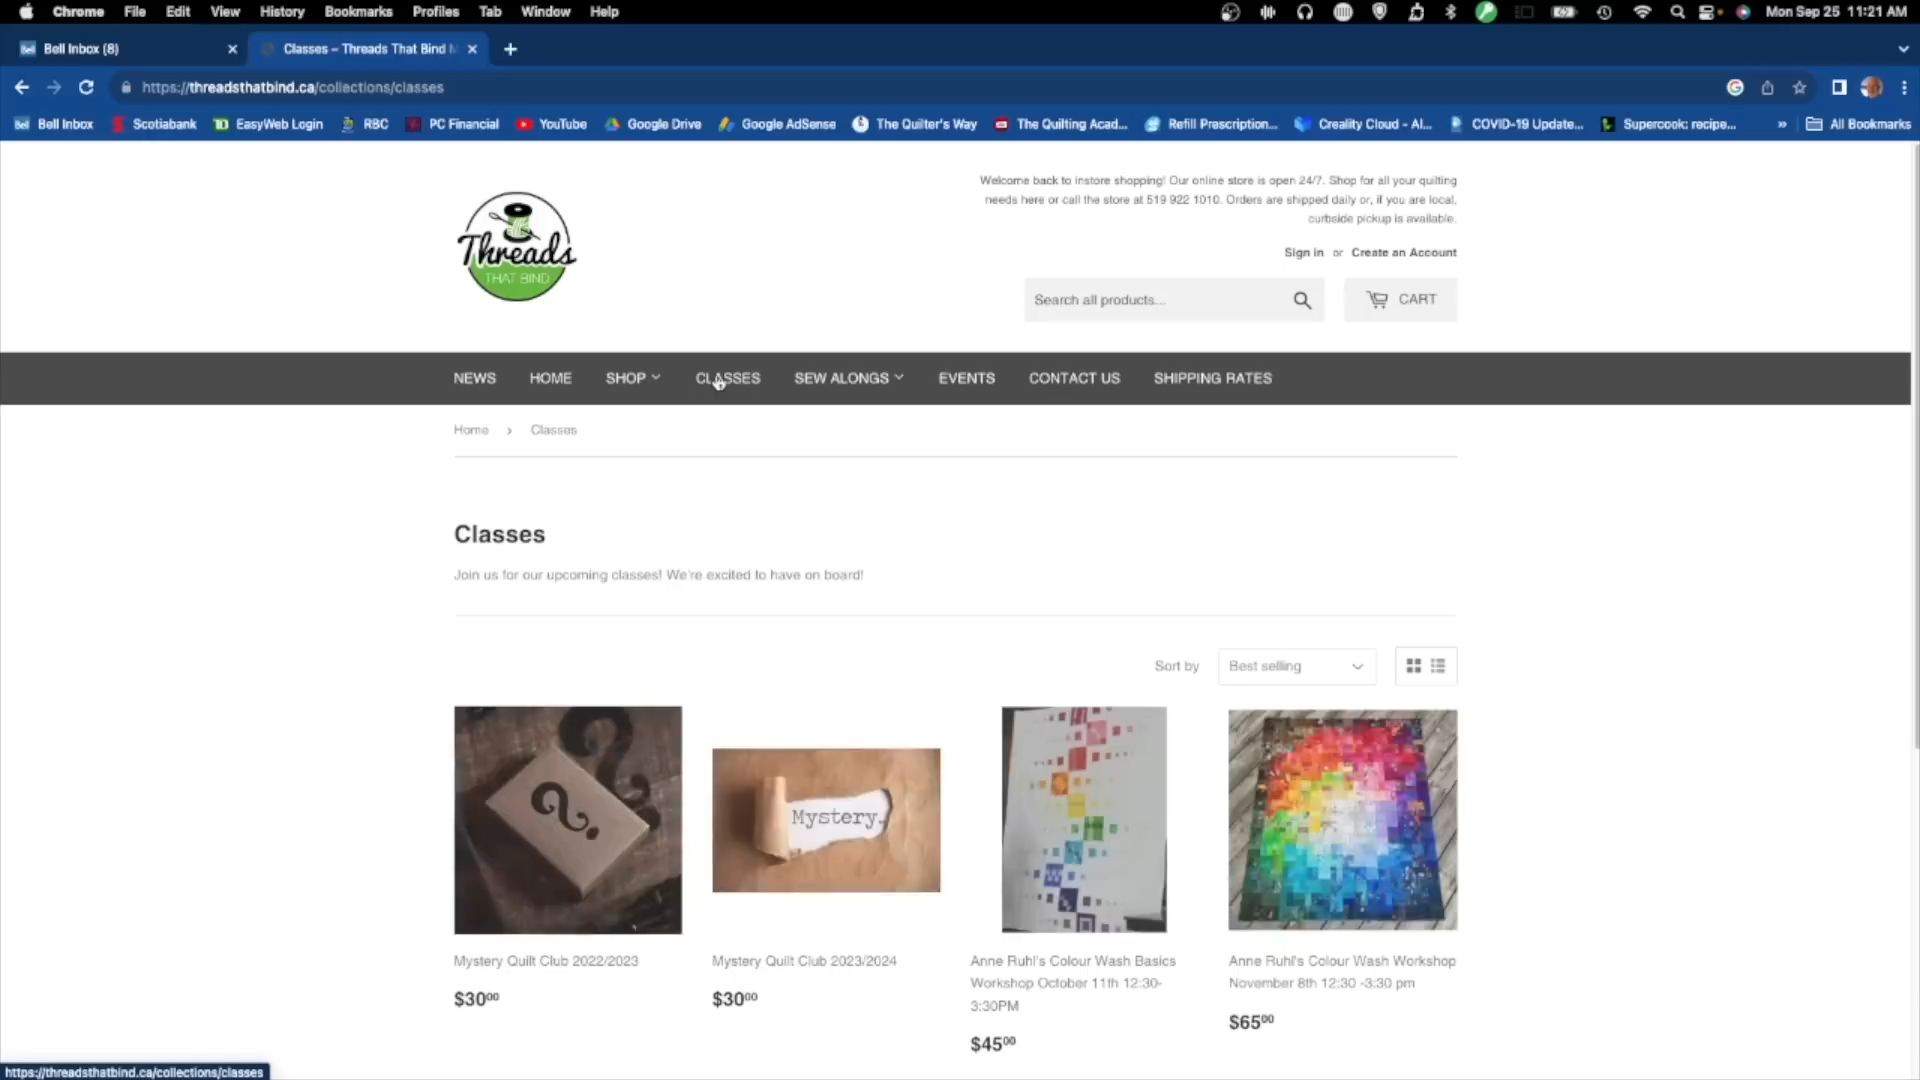 Chrome File Edit View History Bookmarks Profiles Tab Window Help Mon Sep 25 11:21 AM
Bell Inbox (8) Classes – Threads That Bind
https://threadsthatbind.ca/collections/classes
Bell Inbox Scotiabank EasyWeb Login RBC PC Financial YouTube Google Drive Google AdSense The Quilter's Way The Quilting Acad... Refill Prescription... Creality Cloud - Al... COVID-19 Update... Supercook: recipe... » All Bookmarks
Welcome back to instore shopping! Our online store is open 24/7. Shop for all your quilting
needs here or call the store at 519 922 1010. Orders are shipped daily or, if you are local,
curbside pickup is available.
Threads
THAT BIND
Sign in or Create an Account
Search all products... CART
NEWS HOME SHOP CLASSES SEW ALONGS EVENTS CONTACT US SHIPPING RATES
Home › Classes
Classes
Join us for our upcoming classes! We're excited to have on board!
Sort by Best selling
?
Mystery.
Mystery Quilt Club 2022/2023
$30⁰⁰
Mystery Quilt Club 2023/2024
$30⁰⁰
Anne Ruhl's Colour Wash Basics
Workshop October 11th 12:30-
3:30PM
$45⁰⁰
Anne Ruhl's Colour Wash Workshop
November 8th 12:30 -3:30 pm
$65⁰⁰
https://threadsthatbind.ca/collections/classes